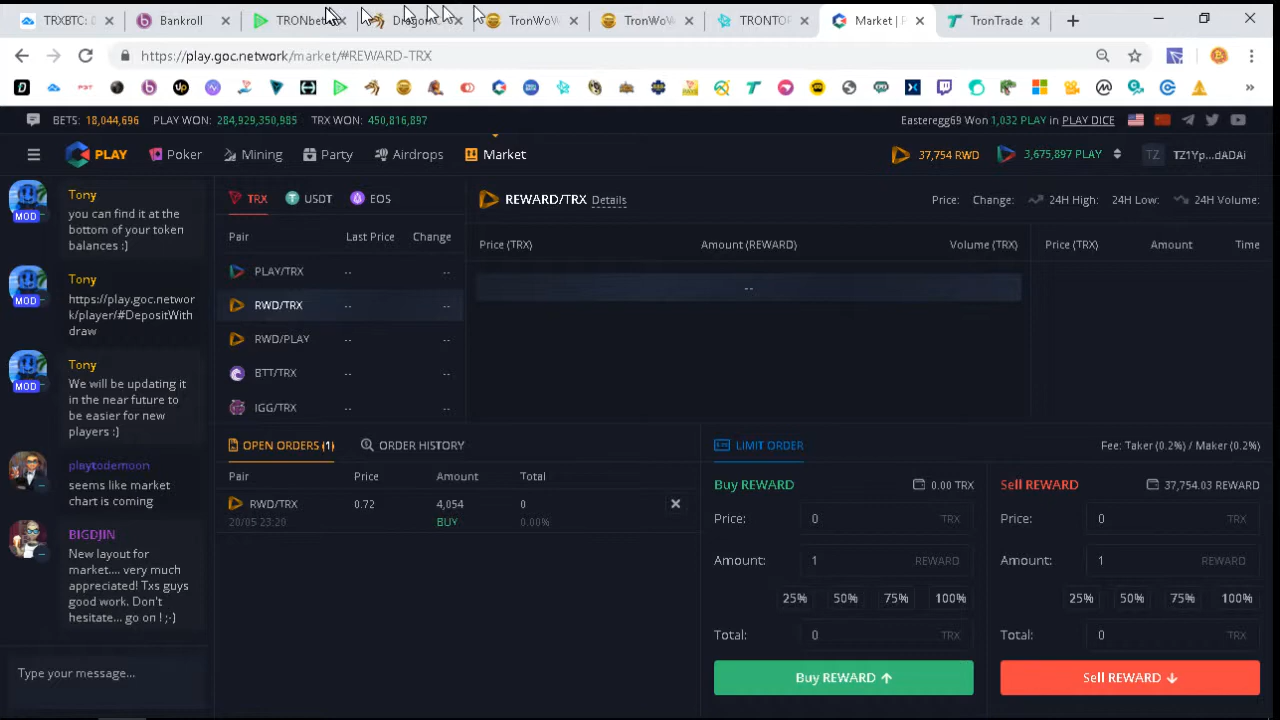 TRXBTC:
Bankroll
TRONbet
Dragon
TronWoW
TronWoW
TRONTOP
Market | P
TronTrade
https://play.goc.network/market/#REWARD-TRX
BETS: 18,044,696 PLAY WON: 284,929,350,985 TRX WON: 450,816,897
Easteregg69 Won 1,032 PLAY in PLAY DICE
PLAY Poker Mining Party Airdrops Market
37,754 RWD 3,675,897 PLAY TZ TZ1Yp...dADAi
Tony
MOD
you can find it at the
bottom of your token
balances :]
Tony
MOD
https://play.goc.networ
k/player/#DepositWith
draw
Tony
MOD
We will be updating it
in the near future to
be easier for new
players :)
playtodemoon
seems like market
chart is coming
BIGDJIN
New layout for
market.... very much
appreciated! Txs guys
good work. Don't
hesitate... go on ! ;-)
Type your message...
TRX USDT EOS
Pair Last Price Change
PLAY/TRX -- --
RWD/TRX -- --
RWD/PLAY -- --
BTT/TRX -- --
IGG/TRX -- --
REWARD/TRX Details
Price: Change: 24H High: 24H Low: 24H Volume:
Price (TRX) Amount (REWARD) Volume (TRX)
--
Price (TRX) Amount Time
OPEN ORDERS (1) ORDER HISTORY
Pair Price Amount Total
RWD/TRX 0.72 4,054 0
20/05 23:20 BUY 0.00%
LIMIT ORDER
Fee: Taker (0.2%) / Maker (0.2%)
Buy REWARD 0.00 TRX
Price: 0 TRX
Amount: 1 REWARD
25% 50% 75% 100%
Total: 0 TRX
Buy REWARD
Sell REWARD 37,754.03 REWARD
Price: 0 TRX
Amount: 1 REWARD
25% 50% 75% 100%
Total: 0 TRX
Sell REWARD